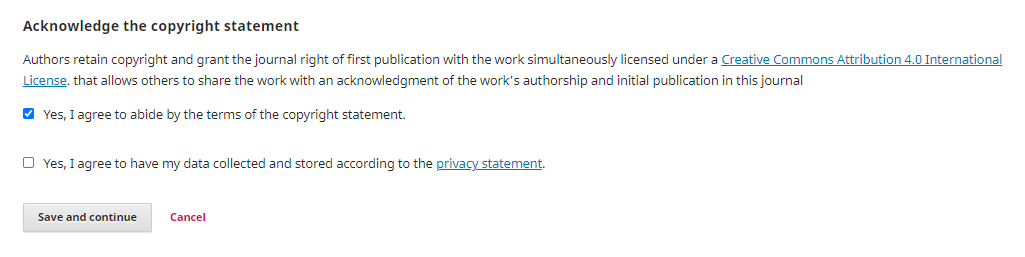 Acknowledge the copyright statement
Authors retain copyright and grant the journal right of first publication with the work simultaneously licensed under a Creative Commons Attribution 4.0 International
License. that allows others to share the work with an acknowledgment of the work's authorship and initial publication in this journal
Yes, I agree to abide by the terms of the copyright statement.
Yes, I agree to have my data collected and stored according to the privacy statement.
Save and continue Cancel